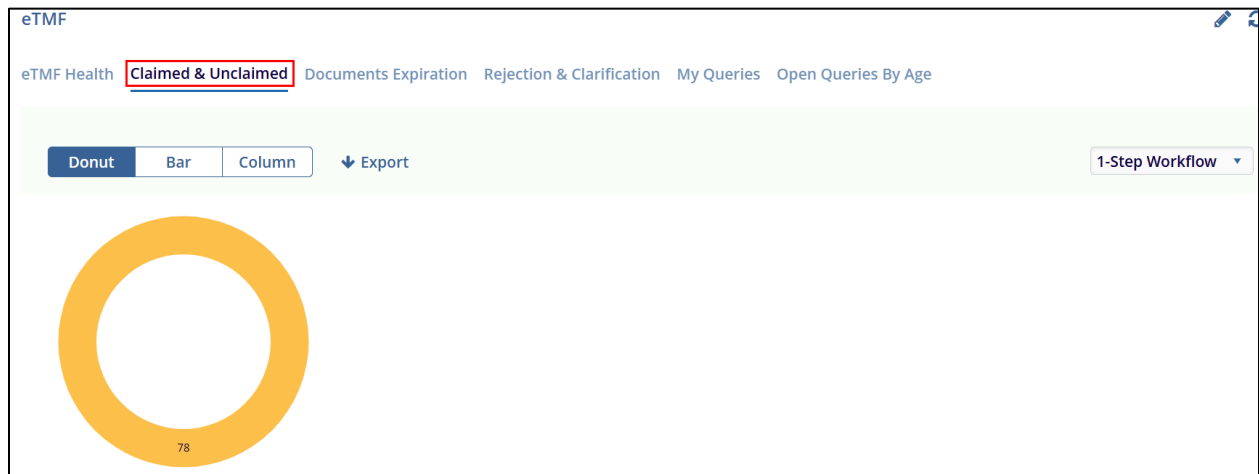 eTMF
eTMF Health Claimed & Unclaimed Documents Expiration Rejection & Clarification My Queries Open Queries By Age
Donut Bar Column Export 1-Step Workflow
78